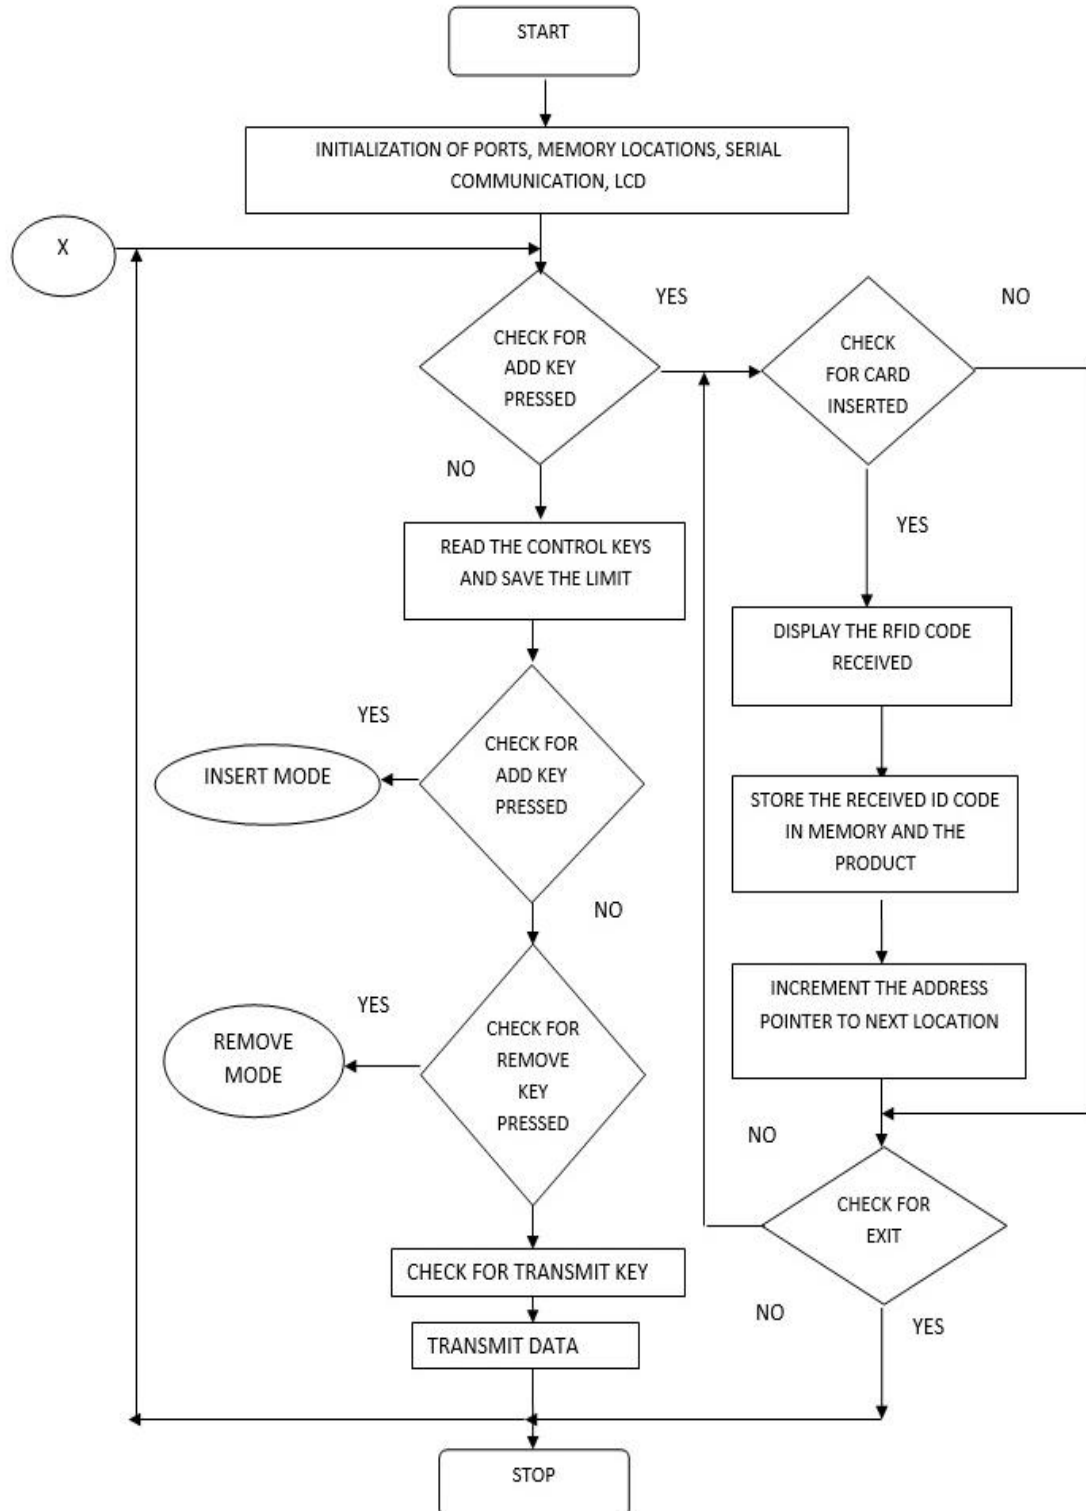 START
INITIALIZATION OF PORTS, MEMORY LOCATIONS, SERIAL
COMMUNICATION, LCD
X
YES
NO
CHECK FOR
ADD KEY
PRESSED
CHECK
FOR CARD
INSERTED
NO
YES
READ THE CONTROL KEYS
AND SAVE THE LIMIT
DISPLAY THE RFID CODE
RECEIVED
YES
CHECK FOR
ADD KEY
PRESSED
INSERT MODE
STORE THE RECEIVED ID CODE
IN MEMORY AND THE
PRODUCT
NO
INCREMENT THE ADDRESS
POINTER TO NEXT LOCATION
YES
REMOVE
MODE
CHECK FOR
REMOVE
KEY
PRESSED
NO
CHECK FOR
EXIT
CHECK FOR TRANSMIT KEY
NO
YES
TRANSMIT DATA
STOP